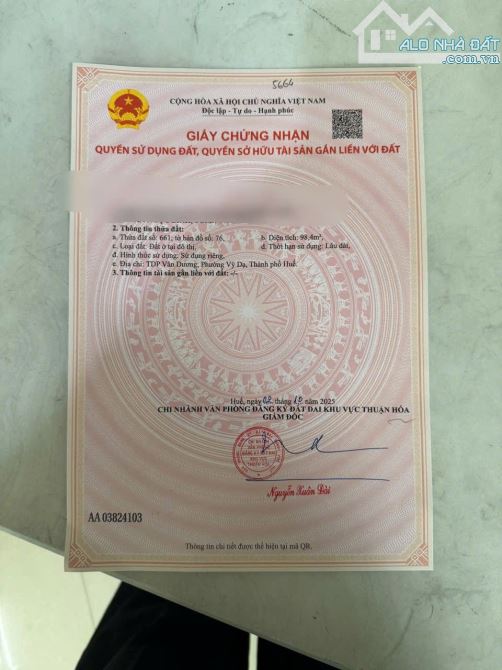 ALO NHÀ ĐẤT
.com.vn
5664
CỘNG HÒA XÃ HỘI CHỦ NGHĨA VIỆT NAM
Độc lập - Tự do - Hạnh phúc
GIẤY CHỨNG NHẬN
QUYỀN SỬ DỤNG ĐẤT, QUYỀN SỞ HỮU TÀI SẢN GẮN LIỀN VỚI ĐẤT
2. Thông tin thửa đất:
a. Thửa đất số: 661; tờ bản đồ số: 76, b. Diện tích: 98,4m²,
c. Loại đất: Đất ở tại đô thị, d. Thời hạn sử dụng: Lâu dài,
đ. Hình thức sử dụng: Sử dụng riêng,
e. Địa chỉ: TDP Vân Dương, Phường Vỹ Dạ, Thành phố Huế.
3. Thông tin tài sản gắn liền với đất: -/-
Huế, ngày 02 tháng 10 năm 2025
CHI NHÁNH VĂN PHÒNG ĐĂNG KÝ ĐẤT ĐAI KHU VỰC THUẬN HÓA
GIÁM ĐỐC
Nguyễn Xuân Đài
AA 03824103
Thông tin chi tiết được thể hiện tại mã QR.